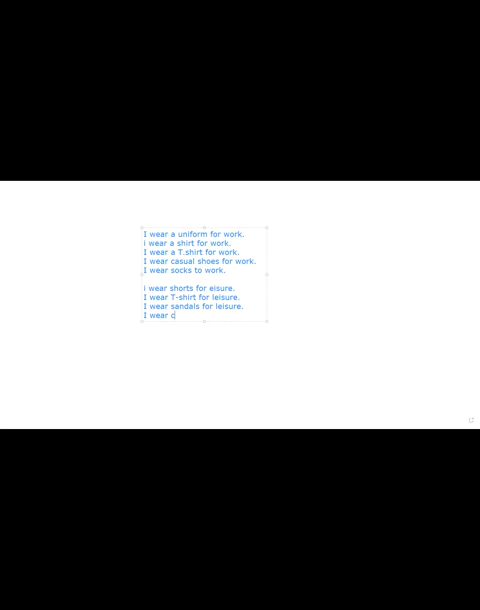 I wear a uniform for work.
i wear a shirt for work.
I wear a T.shirt for work.
I wear casual shoes for work.
I wear socks to work.
i wear shorts for eisure.
I wear T-shirt for leisure.
I wear sandals for leisure.
I wear c